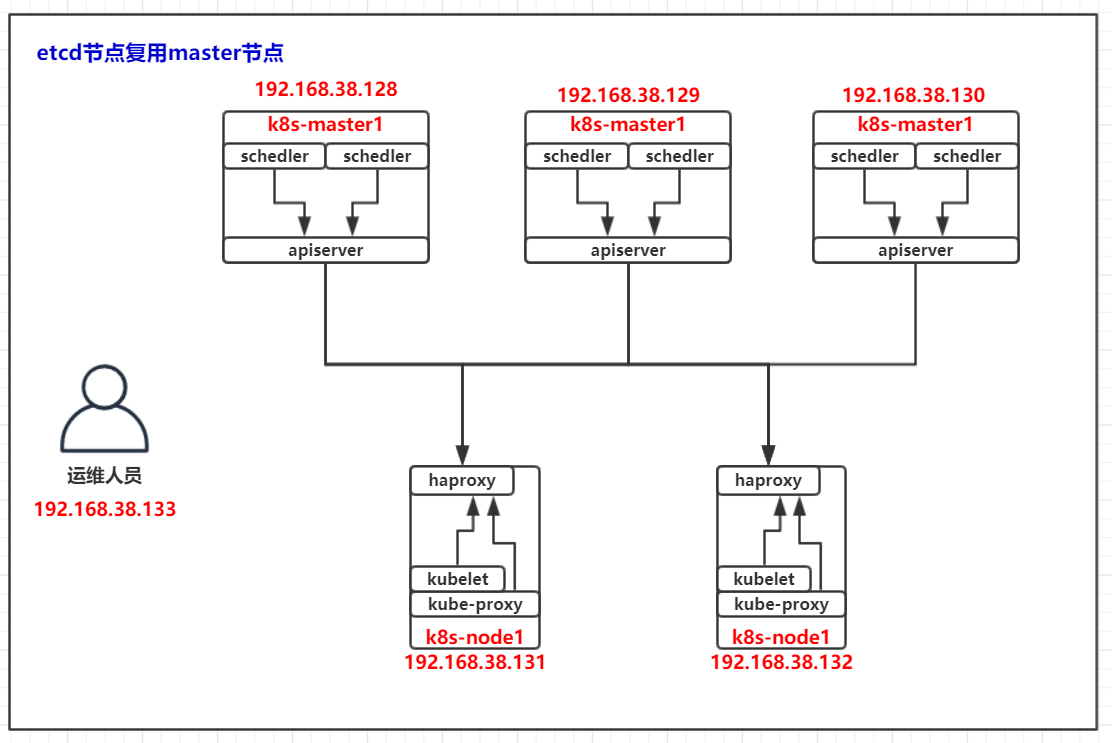 etcd节点复用master节点
192.168.38.128
192.168.38.129
192.168.38.130
k8s-master1
k8s-master1
k8s-master1
schedler
schedler
schedler
schedler
schedler
schedler
apiserver
apiserver
apiserver
运维人员
192.168.38.133
haproxy
haproxy
kubelet
kubelet
kube-proxy
kube-proxy
k8s-node1
k8s-node1
192.168.38.131
192.168.38.132